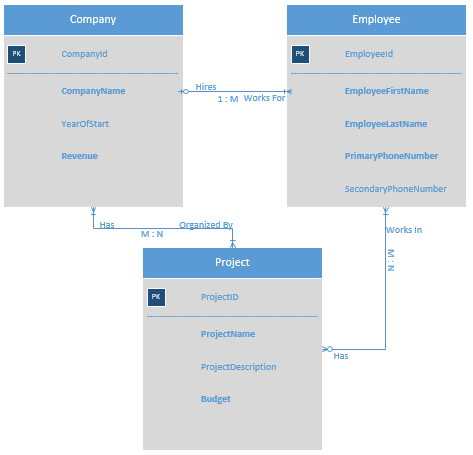 Company
PK CompanyId
CompanyName
YearOfStart
Revenue
Employee
PK EmployeeId
EmployeeFirstName
EmployeeLastName
PrimaryPhoneNumber
SecondaryPhoneNumber
Hires
1 : M Works For
Has Organized By
M : N
Works In
M : N
Has
Project
PK ProjectID
ProjectName
ProjectDescription
Budget